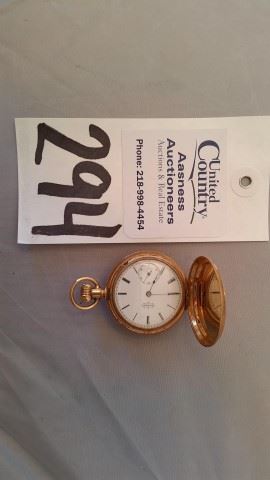 294
United
Country
Auctions & Real Estate
Aasness
Auctioneers
Phone: 218-998-4454